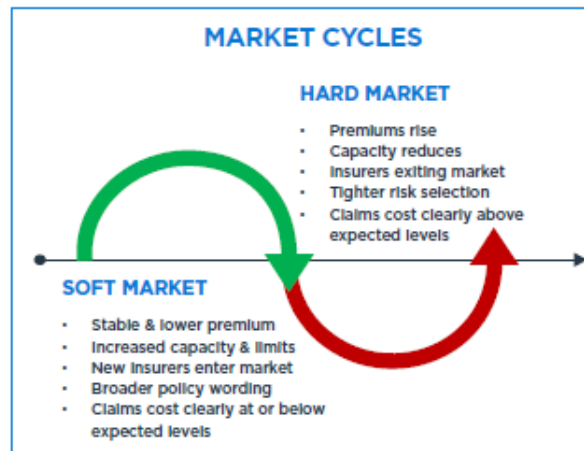 MARKET CYCLES
HARD MARKET
• Premiums rise
• Capacity reduces
• Insurers exiting market
• Tighter risk selection
• Claims cost clearly above
expected levels
SOFT MARKET
• Stable & lower premium
• Increased capacity & limits
• New insurers enter market
• Broader policy wording
• Claims cost clearly at or below
expected levels